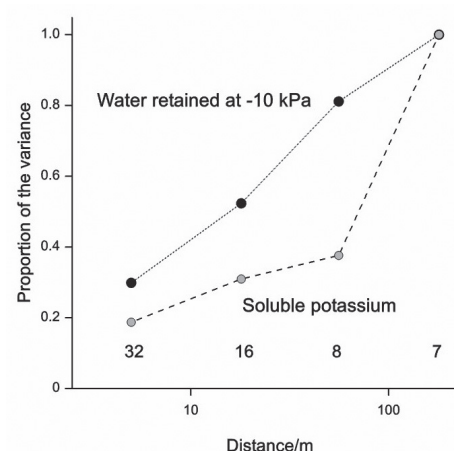 Proportion of the variance
1.0
0.8
0.6
0.4
0.2
0
Water retained at -10 kPa
Soluble potassium
32 16 8 7
10 100
Distance/m